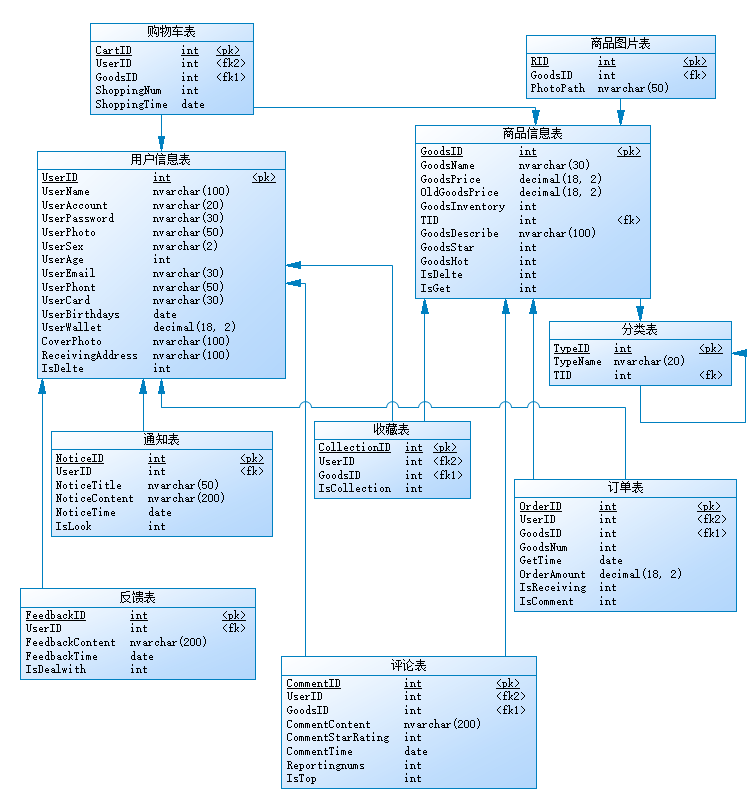 购物车表
CartID int <pk>
UserID int <fk2>
GoodsID int <fk1>
ShoppingNum int
ShoppingTime date
商品图片表
RID int <pk>
GoodsID int <fk>
PhotoPath nvarchar(50)
用户信息表
UserID int <pk>
UserName nvarchar(100)
UserAccount nvarchar(20)
UserPassword nvarchar(30)
UserPhoto nvarchar(50)
UserSex nvarchar(2)
UserAge int
UserEmail nvarchar(30)
UserPhont nvarchar(50)
UserCard nvarchar(30)
UserBirthdays date
UserWallet decimal(18, 2)
CoverPhoto nvarchar(100)
ReceivingAddress nvarchar(100)
IsDelte int
商品信息表
GoodsID int <pk>
GoodsName nvarchar(30)
GoodsPrice decimal(18, 2)
OldGoodsPrice decimal(18, 2)
GoodsInventory int
TID int <fk>
GoodsDescribe nvarchar(100)
GoodsStar int
GoodsHot int
IsDelte int
IsGet int
分类表
TypeID int <pk>
TypeName nvarchar(20)
TID int <fk>
通知表
NoticeID int <pk>
UserID int <fk>
NoticeTitle nvarchar(50)
NoticeContent nvarchar(200)
NoticeTime date
IsLook int
收藏表
CollectionID int <pk>
UserID int <fk2>
GoodsID int <fk1>
IsCollection int
订单表
OrderID int <pk>
UserID int <fk2>
GoodsID int <fk1>
GoodsNum int
GetTime date
OrderAmount decimal(18, 2)
IsReceiving int
IsComment int
反馈表
FeedbackID int <pk>
UserID int <fk>
FeedbackContent nvarchar(200)
FeedbackTime date
IsDealwith int
评论表
CommentID int <pk>
UserID int <fk2>
GoodsID int <fk1>
CommentContent nvarchar(200)
CommentStarRating int
CommentTime date
Reportingnums int
IsTop int